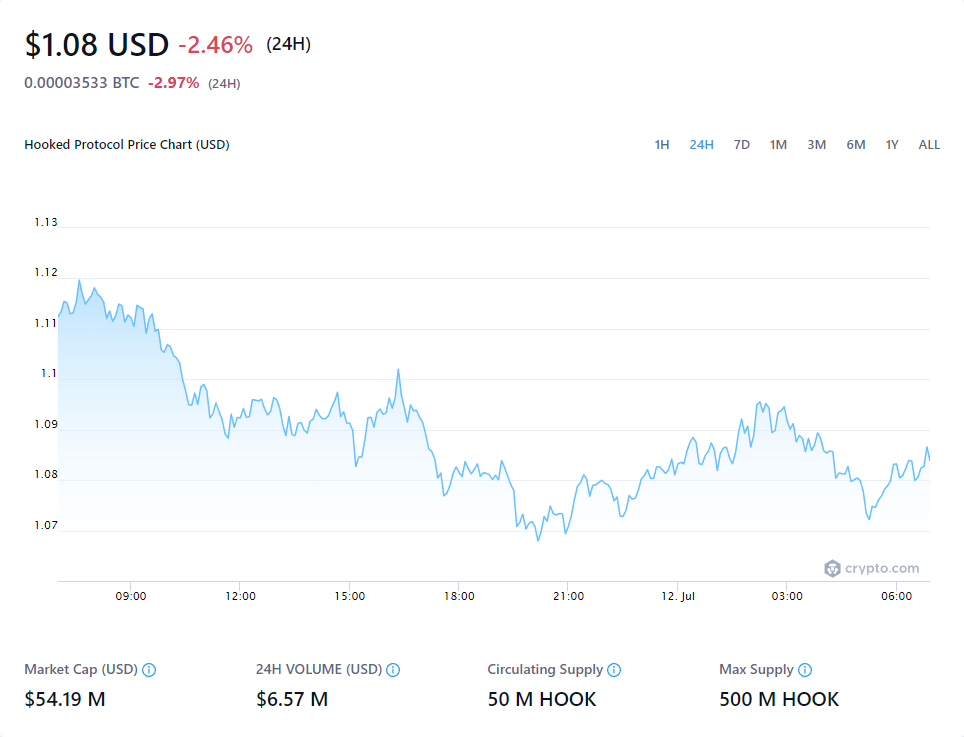 $1.08 USD -2.46% (24H)
0.00003533 BTC -2.97% (24H)
Hooked Protocol Price Chart (USD) 1H 24H 7D 1M 3M 6M 1Y ALL
1.13
1.12
1.11
1.1
1.09
1.08
1.07
crypto.com
09:00 12:00 15:00 18:00 21:00 12. Jul 03:00 06:00
Market Cap (USD) 24H VOLUME (USD) Circulating Supply Max Supply
$54.19 M $6.57 M 50 M HOOK 500 M HOOK